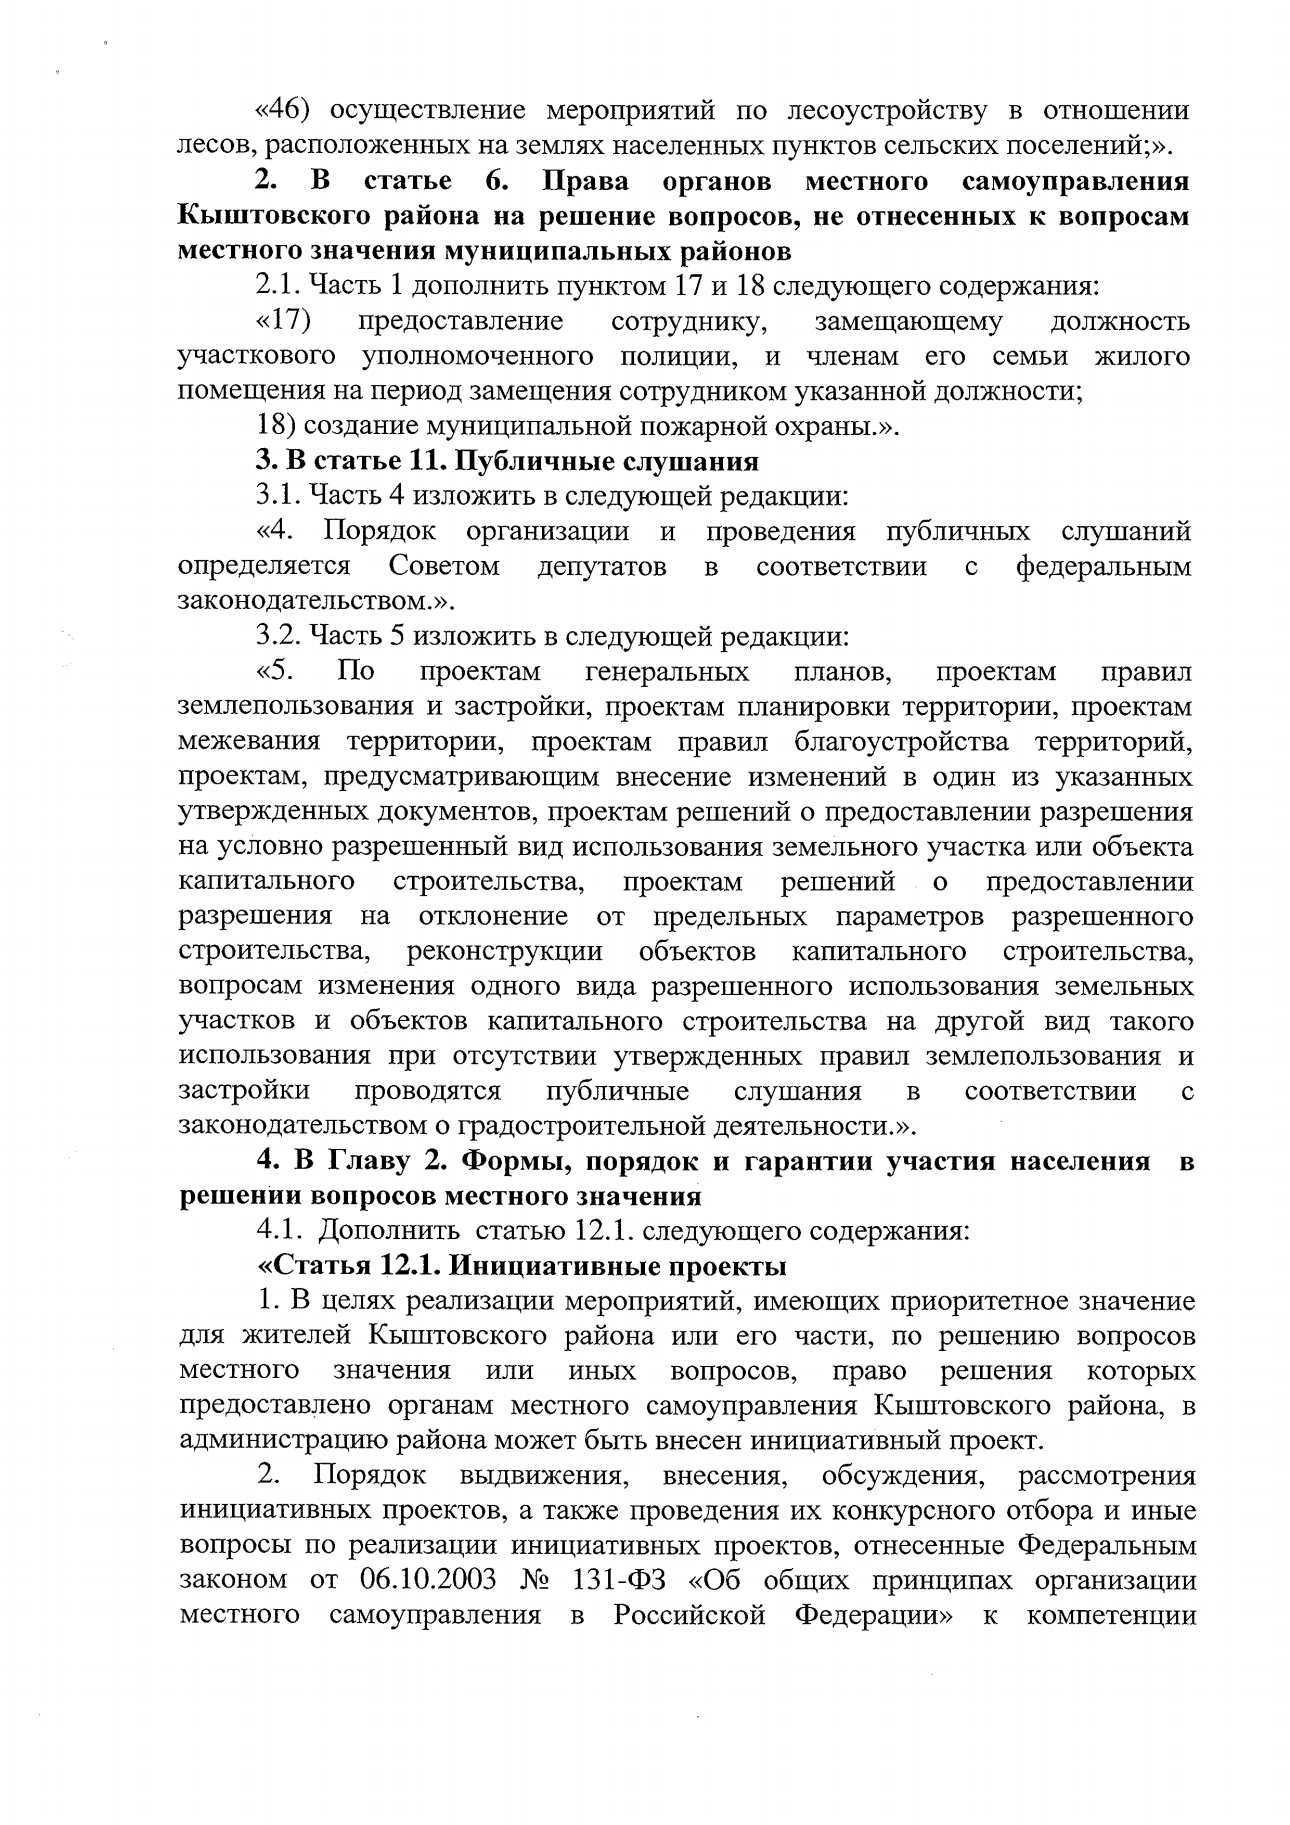 «46) осуществление мероприятий по лесоустройству в отношении
лесов, расположенных на землях населенных пунктов сельских поселений;».
2. В статье 6. Права органов местного самоуправления
Кыштовского района на решение вопросов, не отнесенных к вопросам
местного значения муниципальных районов
2.1. Часть 1 дополнить пунктом 17 и 18 следующего содержания:
«17) предоставление сотруднику, замещающему должность
участкового уполномоченного полиции, и членам его семьи жилого
помещения на период замещения сотрудником указанной должности;
18) создание муниципальной пожарной охраны.».
3. В статье 11. Публичные слушания
3.1. Часть 4 изложить в следующей редакции:
«4. Порядок организации и проведения публичных слушаний
определяется Советом депутатов в соответствии с федеральным
законодательством.».
3.2. Часть 5 изложить в следующей редакции:
«5. По проектам генеральных планов, проектам правил
землепользования и застройки, проектам планировки территории, проектам
межевания территории, проектам правил благоустройства территорий,
проектам, предусматривающим внесение изменений в один из указанных
утвержденных документов, проектам решений о предоставлении разрешения
на условно разрешенный вид использования земельного участка или объекта
капитального строительства, проектам решений о предоставлении
разрешения на отклонение от предельных параметров разрешенного
строительства, реконструкции объектов капитального строительства,
вопросам изменения одного вида разрешенного использования земельных
участков и объектов капитального строительства на другой вид такого
использования при отсутствии утвержденных правил землепользования и
застройки проводятся публичные слушания в соответствии с
законодательством о градостроительной деятельности.».
4. В Главу 2. Формы, порядок и гарантии участия населения в
решении вопросов местного значения
4.1. Дополнить статью 12.1. следующего содержания:
«Статья 12.1. Инициативные проекты
1. В целях реализации мероприятий, имеющих приоритетное значение
для жителей Кыштовского района или его части, по решению вопросов
местного значения или иных вопросов, право решения которых
предоставлено органам местного самоуправления Кыштовского района, в
администрацию района может быть внесен инициативный проект.
2. Порядок выдвижения, внесения, обсуждения, рассмотрения
инициативных проектов, а также проведения их конкурсного отбора и иные
вопросы по реализации инициативных проектов, отнесенные Федеральным
законом от 06.10.2003 № 131-ФЗ «Об общих принципах организации
местного самоуправления в Российской Федерации» к компетенции